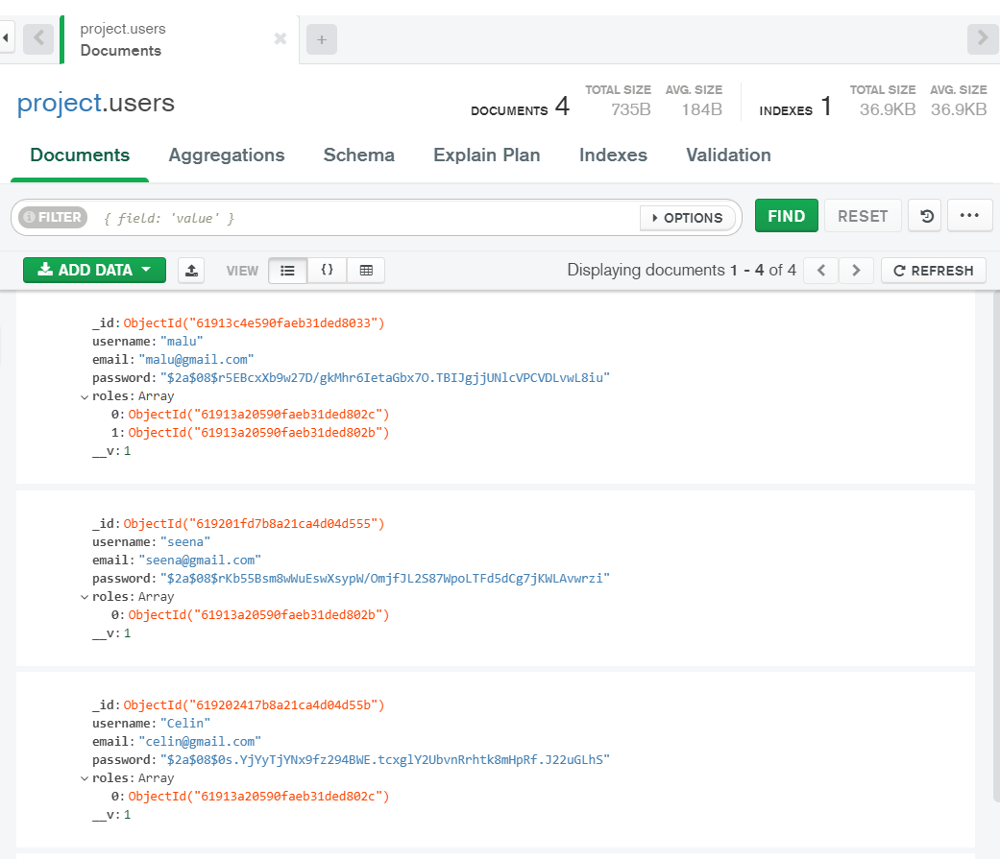 project.users
Documents
project.users
DOCUMENTS 4 TOTAL SIZE 735B AVG. SIZE 184B INDEXES 1 TOTAL SIZE 36.9KB AVG. SIZE 36.9KB
Documents Aggregations Schema Explain Plan Indexes Validation
FILTER { field: 'value' } OPTIONS FIND RESET
ADD DATA VIEW {} Displaying documents 1 - 4 of 4 REFRESH
_id: ObjectId("61913c4e590faeb31ded8033")
username: "malu"
email: "malu@gmail.com"
password: "$2a$08$r5EBcxXb9w27D/gkMhr6IetaGbx7O.TBIJgjjUNlcVPCVDLvwL8iu"
roles: Array
0: ObjectId("61913a20590faeb31ded802c")
1: ObjectId("61913a20590faeb31ded802b")
__v: 1
_id: ObjectId("619201fd7b8a21ca4d04d555")
username: "seena"
email: "seena@gmail.com"
password: "$2a$08$rKb55Bsm8wWuEswXsypW/OmjfJL2S87WpoLTFd5dCg7jKWLAvwrzi"
roles: Array
0: ObjectId("61913a20590faeb31ded802b")
__v: 1
_id: ObjectId("619202417b8a21ca4d04d55b")
username: "Celin"
email: "celin@gmail.com"
password: "$2a$08$0s.YjYyTjYNx9fz294BWE.tcxglY2UbvnRrhtk8mHpRf.J22uGLhS"
roles: Array
0: ObjectId("61913a20590faeb31ded802c")
__v: 1